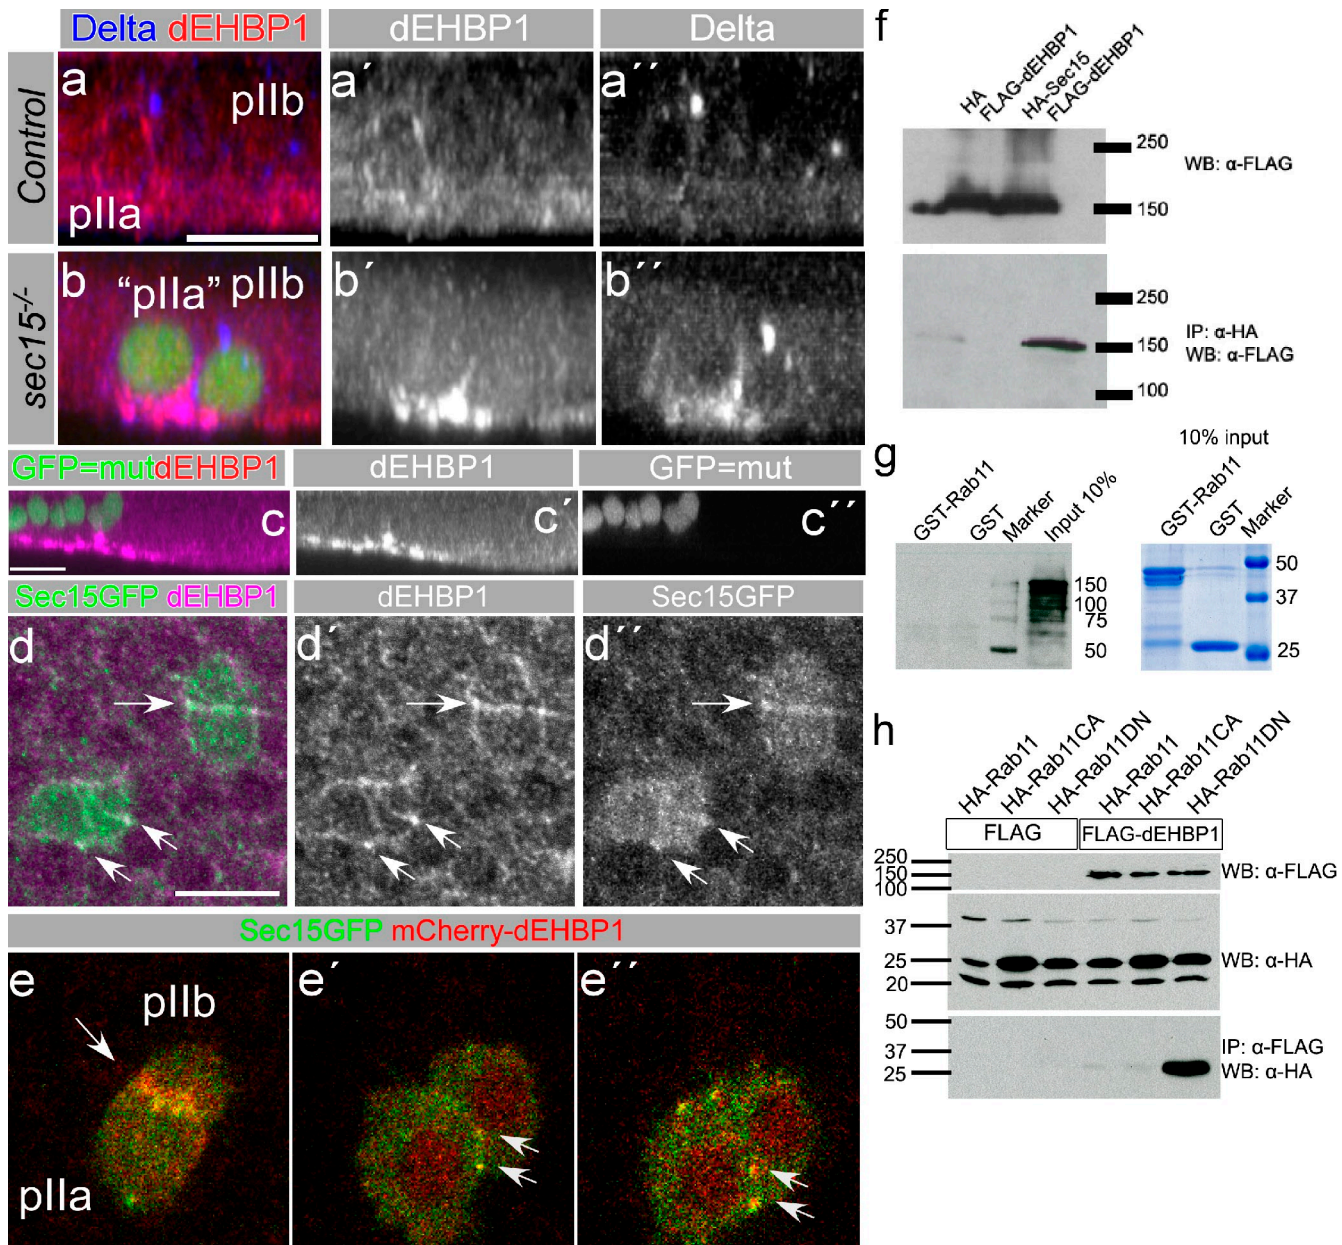 Delta dEHBP1
dEHBP1
Delta
Control
a
pIIb
pIIa
a´
a´´
sec15-/-
b
"pIIa"
pIIb
b´
b´´
GFP=mutdEHBP1
dEHBP1
GFP=mut
c
c´
c´´
Sec15GFP dEHBP1
dEHBP1
Sec15GFP
d
d´
d´´
Sec15GFP mCherry-dEHBP1
e
pIIb
pIIa
e´
e´´
f
HA
FLAG-dEHBP1
HA-Sec15
FLAG-dEHBP1
250
150
WB: α-FLAG
250
150
100
IP: α-HA
WB: α-FLAG
g
GST-Rab11
GST
Marker
Input 10%
150
100
75
50
10% input
GST-Rab11
GST
Marker
50
37
25
h
HA-Rab11
HA-Rab11CA
HA-Rab11DN
HA-Rab11
HA-Rab11CA
HA-Rab11DN
FLAG
FLAG-dEHBP1
250
150
100
WB: α-FLAG
37
25
20
WB: α-HA
50
37
25
IP: α-FLAG
WB: α-HA